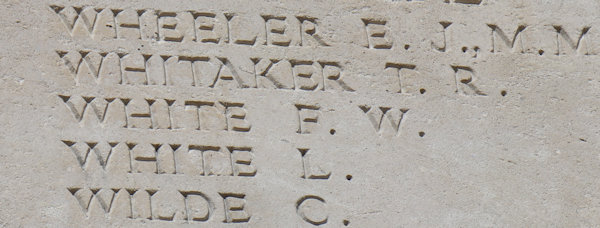 WHEELER E. J., M.M
WHITAKER T. R.
WHITE F. W.
WHITE L.
WILDE C.